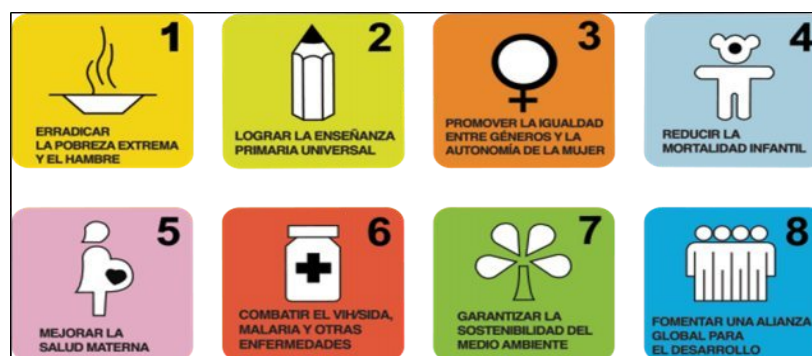 1
ERRADICAR
LA POBREZA EXTREMA
Y EL HAMBRE
2
LOGRAR LA ENSEÑANZA
PRIMARIA UNIVERSAL
3
PROMOVER LA IGUALDAD
ENTRE GÉNEROS Y LA
AUTONOMÍA DE LA MUJER
4
REDUCIR LA
MORTALIDAD INFANTIL
5
MEJORAR LA
SALUD MATERNA
6
COMBATIR EL VIH/SIDA,
MALARIA Y OTRAS
ENFERMEDADES
7
GARANTIZAR LA
SOSTENIBILIDAD DEL
MEDIO AMBIENTE
8
FOMENTAR UNA ALIANZA
GLOBAL PARA
EL DESARROLLO